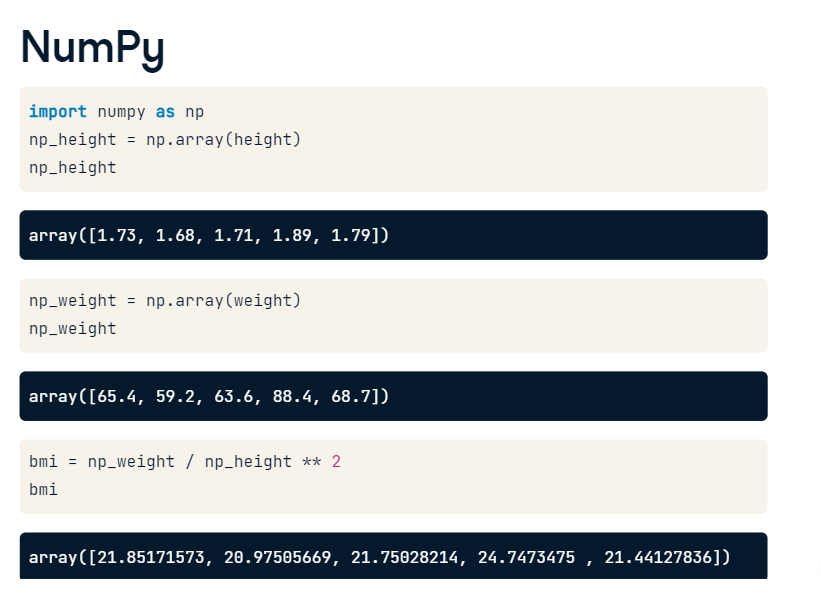 NumPy
import numpy as np
np_height = np.array(height)
np_height
array([1.73, 1.68, 1.71, 1.89, 1.79])
np_weight = np.array(weight)
np_weight
array([65.4, 59.2, 63.6, 88.4, 68.7])
bmi = np_weight / np_height ** 2
bmi
array([21.85171573, 20.97505669, 21.75028214, 24.7473475 , 21.44127836])